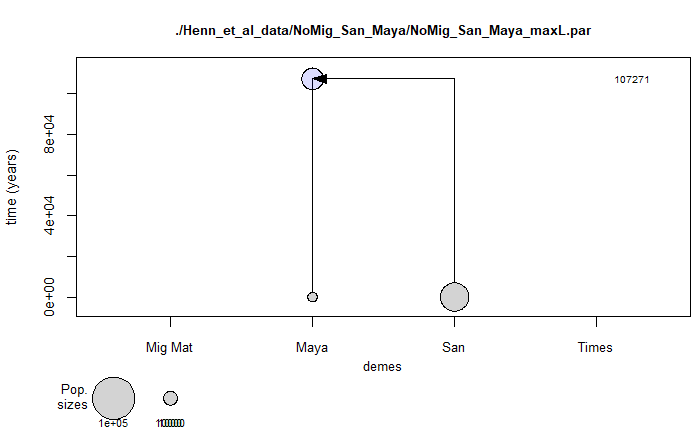 ./Henn_et_al_data/NoMig_San_Maya/NoMig_San_Maya_maxL.par
107271
time (years)
8e+04
4e+04
0e+00
Mig Mat
Maya
San
Times
demes
Pop.
sizes
1e+05